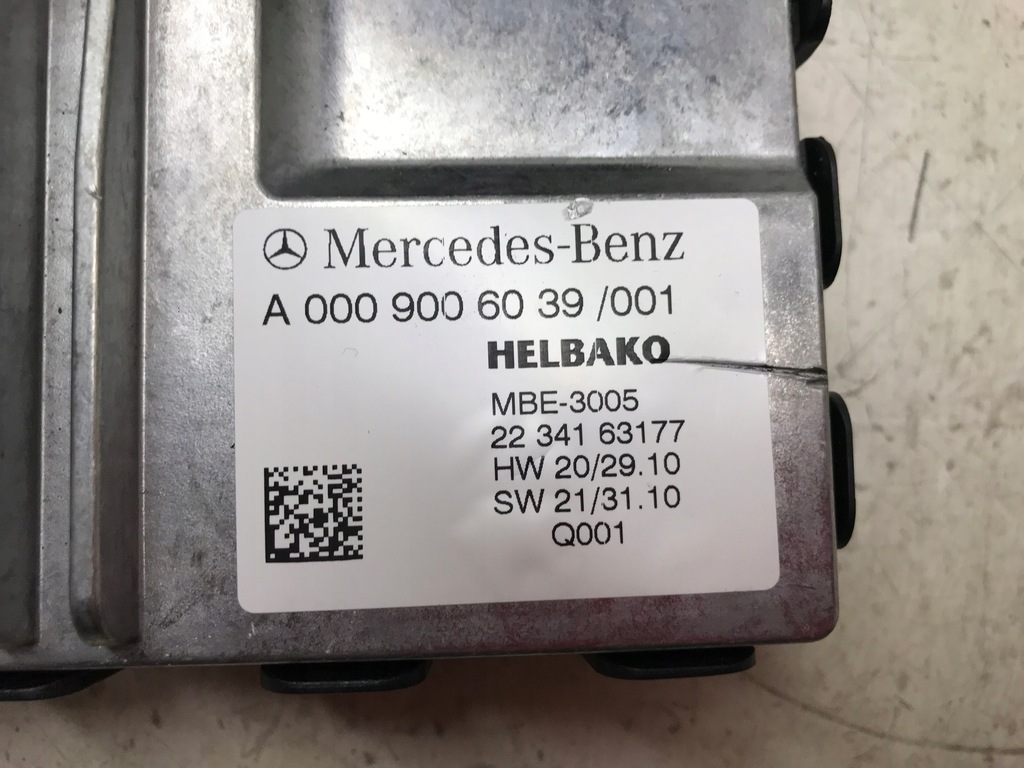 Mercedes-Benz
A 000 900 60 39 /001
HELBAKO
MBE-3005
22 341 63177
HW 20/29.10
SW 21/31.10
Q001